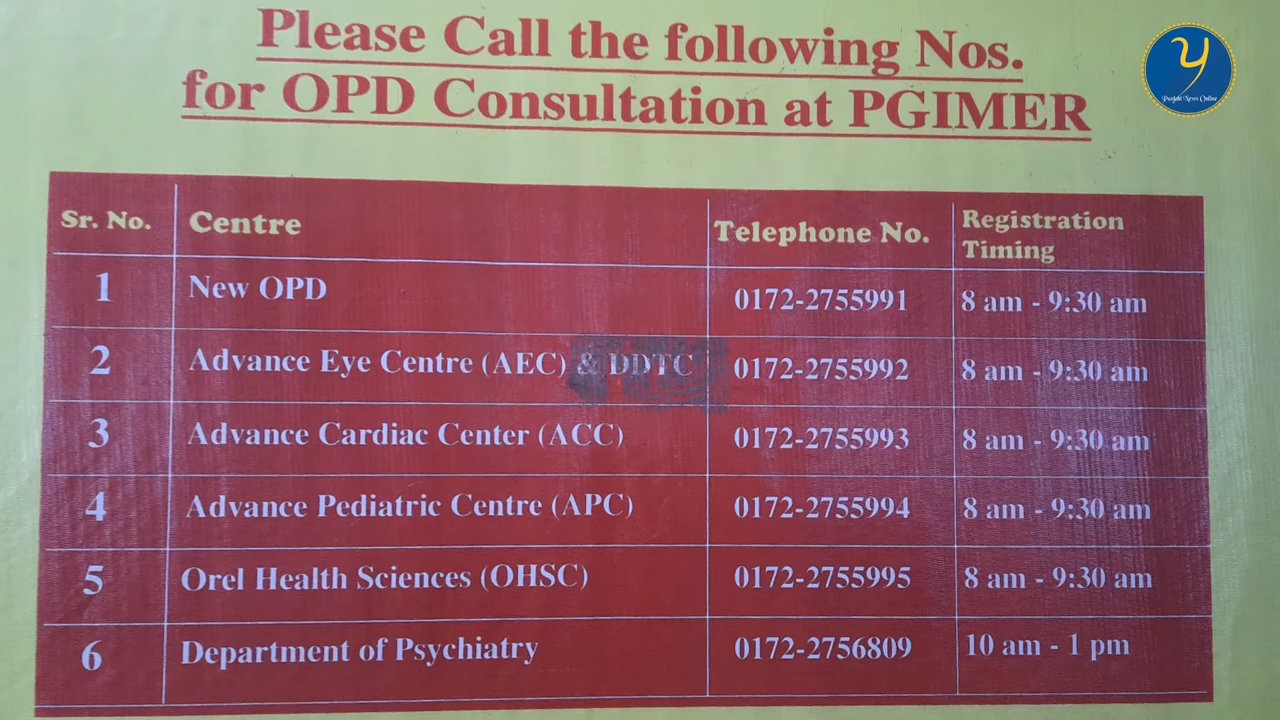 Please Call the following Nos.
for OPD Consultation at PGIMER
Punjabi News Online
Sr. No. Centre Telephone No. Registration Timing
1 New OPD 0172-2755991 8 am - 9:30 am
2 Advance Eye Centre (AEC) & DDTC 0172-2755992 8 am - 9:30 am
3 Advance Cardiac Center (ACC) 0172-2755993 8 am - 9:30 am
4 Advance Pediatric Centre (APC) 0172-2755994 8 am - 9:30 am
5 Orel Health Sciences (OHSC) 0172-2755995 8 am - 9:30 am
6 Department of Psychiatry 0172-2756809 10 am - 1 pm